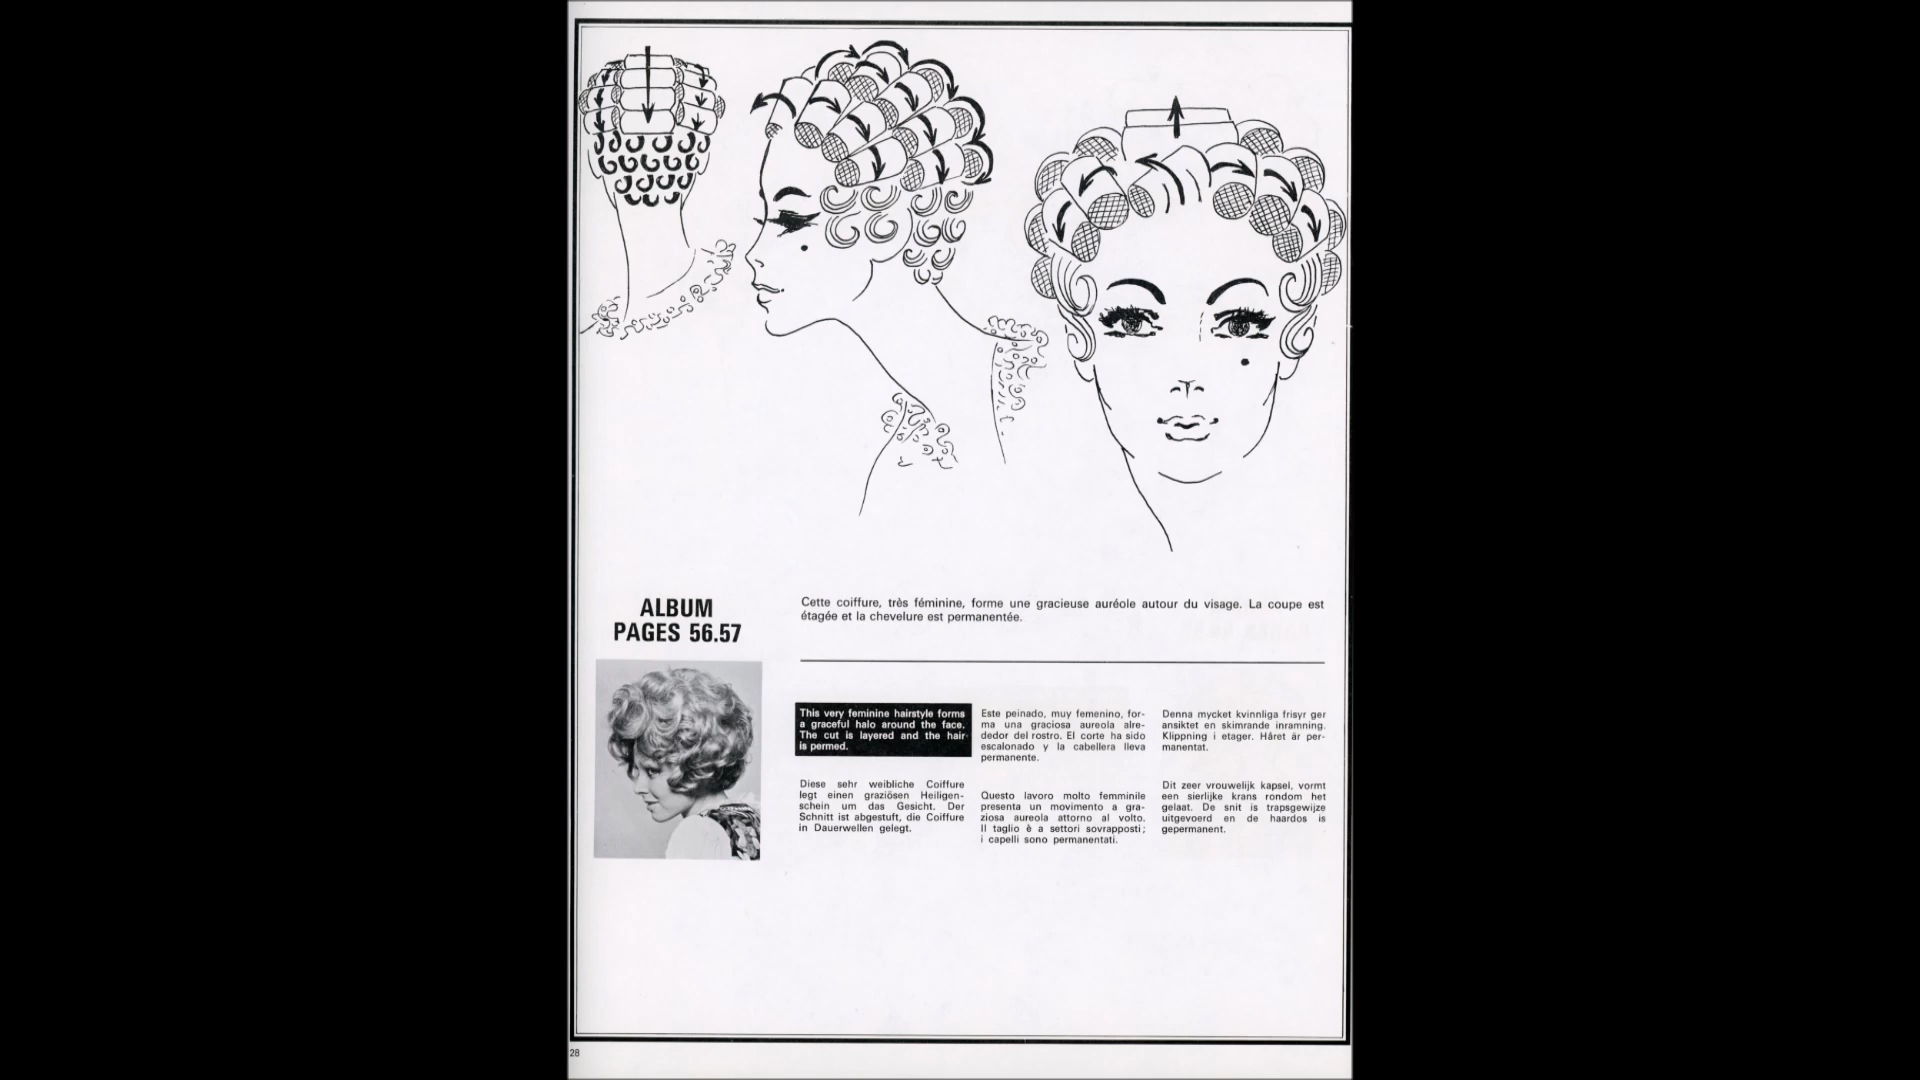 ALBUM
PAGES 56.57
Cette coiffure, très féminine, forme une gracieuse auréole autour du visage. La coupe est
étagée et la chevelure est permanentée.
This very feminine hairstyle forms
a graceful halo around the face.
The cut is layered and the hair
is permed.
Diese sehr weibliche Coiffure
legt einen graziösen Heiligen-
schein um das Gesicht. Der
Schnitt ist abgestuft, die Coiffure
in Dauerwellen gelegt.
Este peinado, muy femenino, for-
ma una graciosa aureola alre-
dedor del rostro. El corte ha sido
escalonado y la cabellera lleva
permanente.
Questo lavoro molto femminile
presenta un movimento a gra-
ziosa aureola attorno al volto.
Il taglio è a settori sovrapposti;
i capelli sono permanentati.
Denna mycket kvinnliga frisyr ger
ansiktet en skimrande inramning.
Klippning i etager. Håret är per-
manentat.
Dit zeer vrouwelijk kapsel, vormt
een sierlijke krans rondom het
gelaat. De snit is trapsgewijze
uitgevoerd en de haardos is
gepermanent.
28